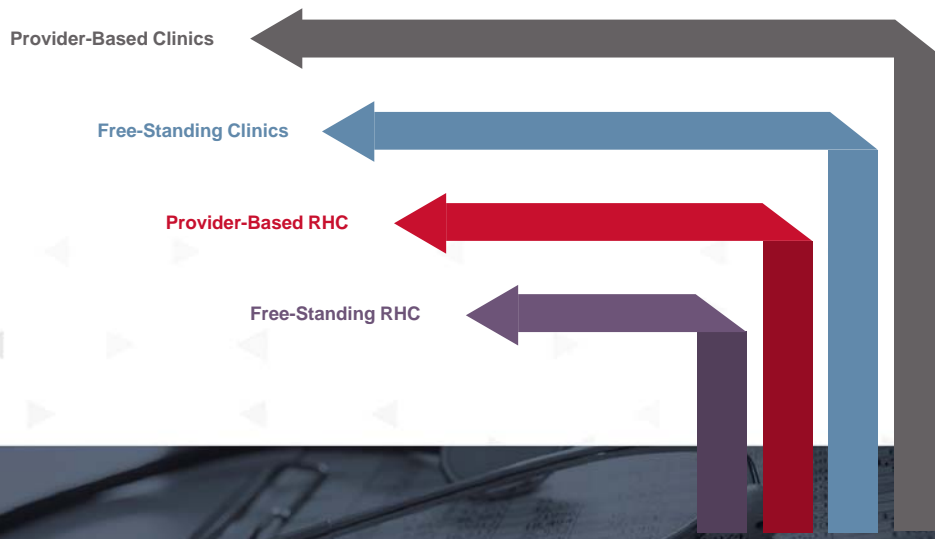 Provider-Based Clinics
Free-Standing Clinics
Provider-Based RHC
Free-Standing RHC